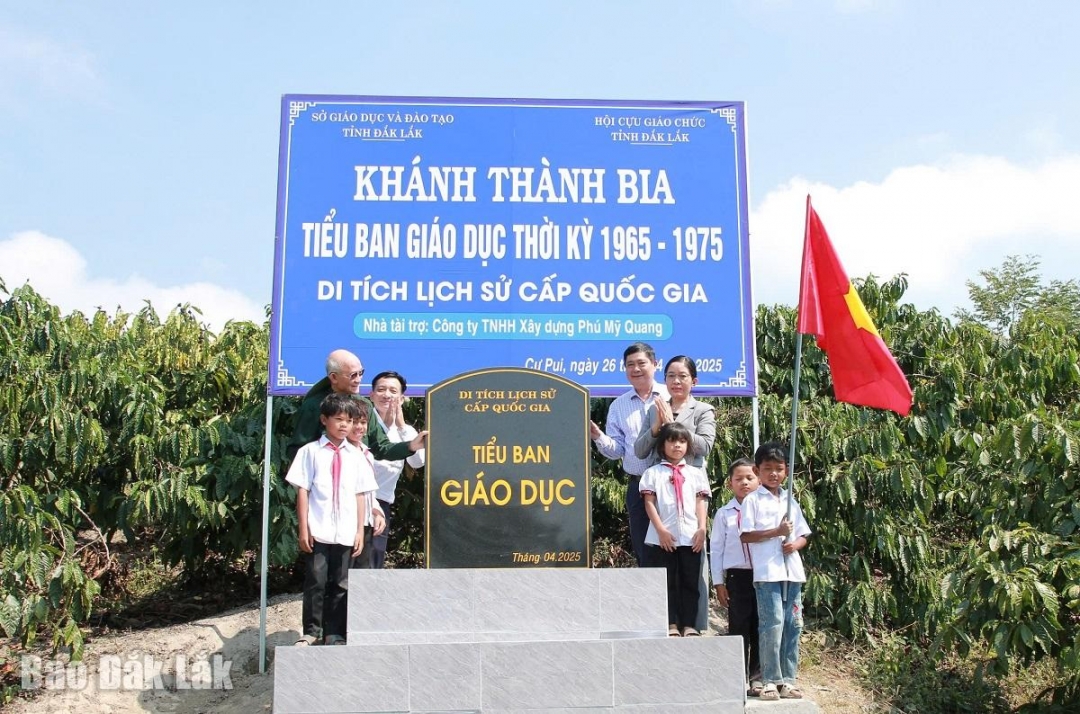 SỞ GIÁO DỤC VÀ ĐÀO TẠO
TỈNH ĐẮK LẮK
HỘI CỰU GIÁO CHỨC
TỈNH ĐẮK LẮK
KHÁNH THÀNH BIA
TIỂU BAN GIÁO DỤC THỜI KỲ 1965 - 1975
DI TÍCH LỊCH SỬ CẤP QUỐC GIA
Nhà tài trợ: Công ty TNHH Xây dựng Phú Mỹ Quang
Cư Pui, ngày 26 2025
DI TÍCH LỊCH SỬ
CẤP QUỐC GIA
TIỂU BAN
GIÁO DỤC
Tháng 04.2025
Báo Đắk Lắk